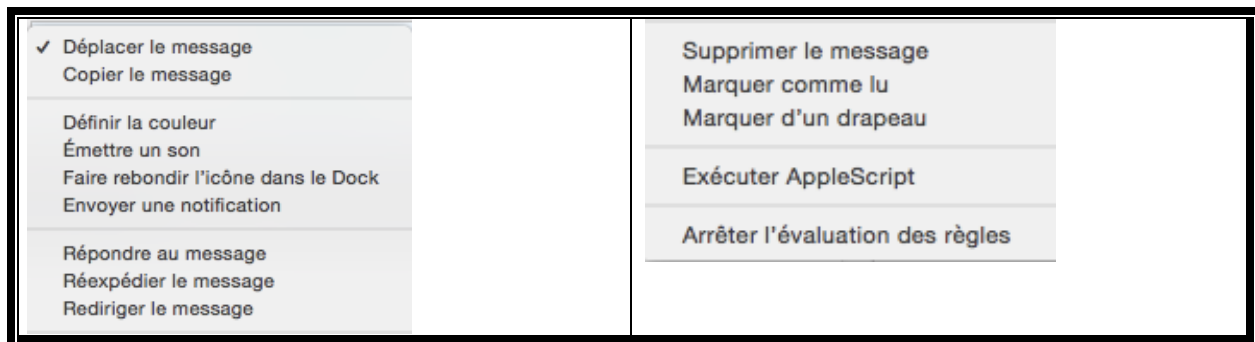 ✓ Déplacer le message
Copier le message
Définir la couleur
Émettre un son
Faire rebondir l'icône dans le Dock
Envoyer une notification
Répondre au message
Réexpédier le message
Rediriger le message
Supprimer le message
Marquer comme lu
Marquer d'un drapeau
Exécuter AppleScript
Arrêter l'évaluation des règles